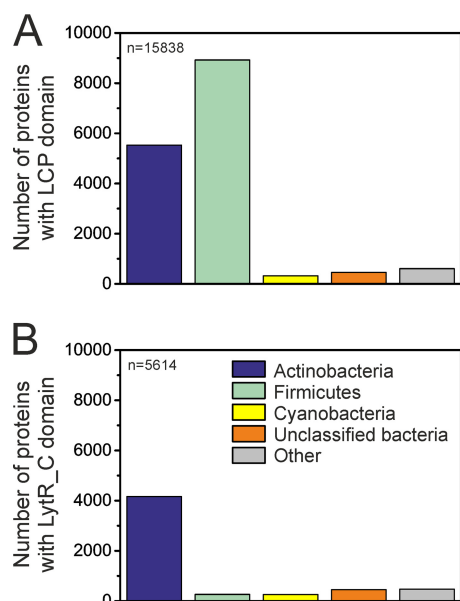 A
Number of proteins
with LCP domain
n=15838
10000
8000
6000
4000
2000
0
B
Number of proteins
with LytR_C domain
n=5614
10000
8000
6000
4000
2000
0
Actinobacteria
Firmicutes
Cyanobacteria
Unclassified bacteria
Other